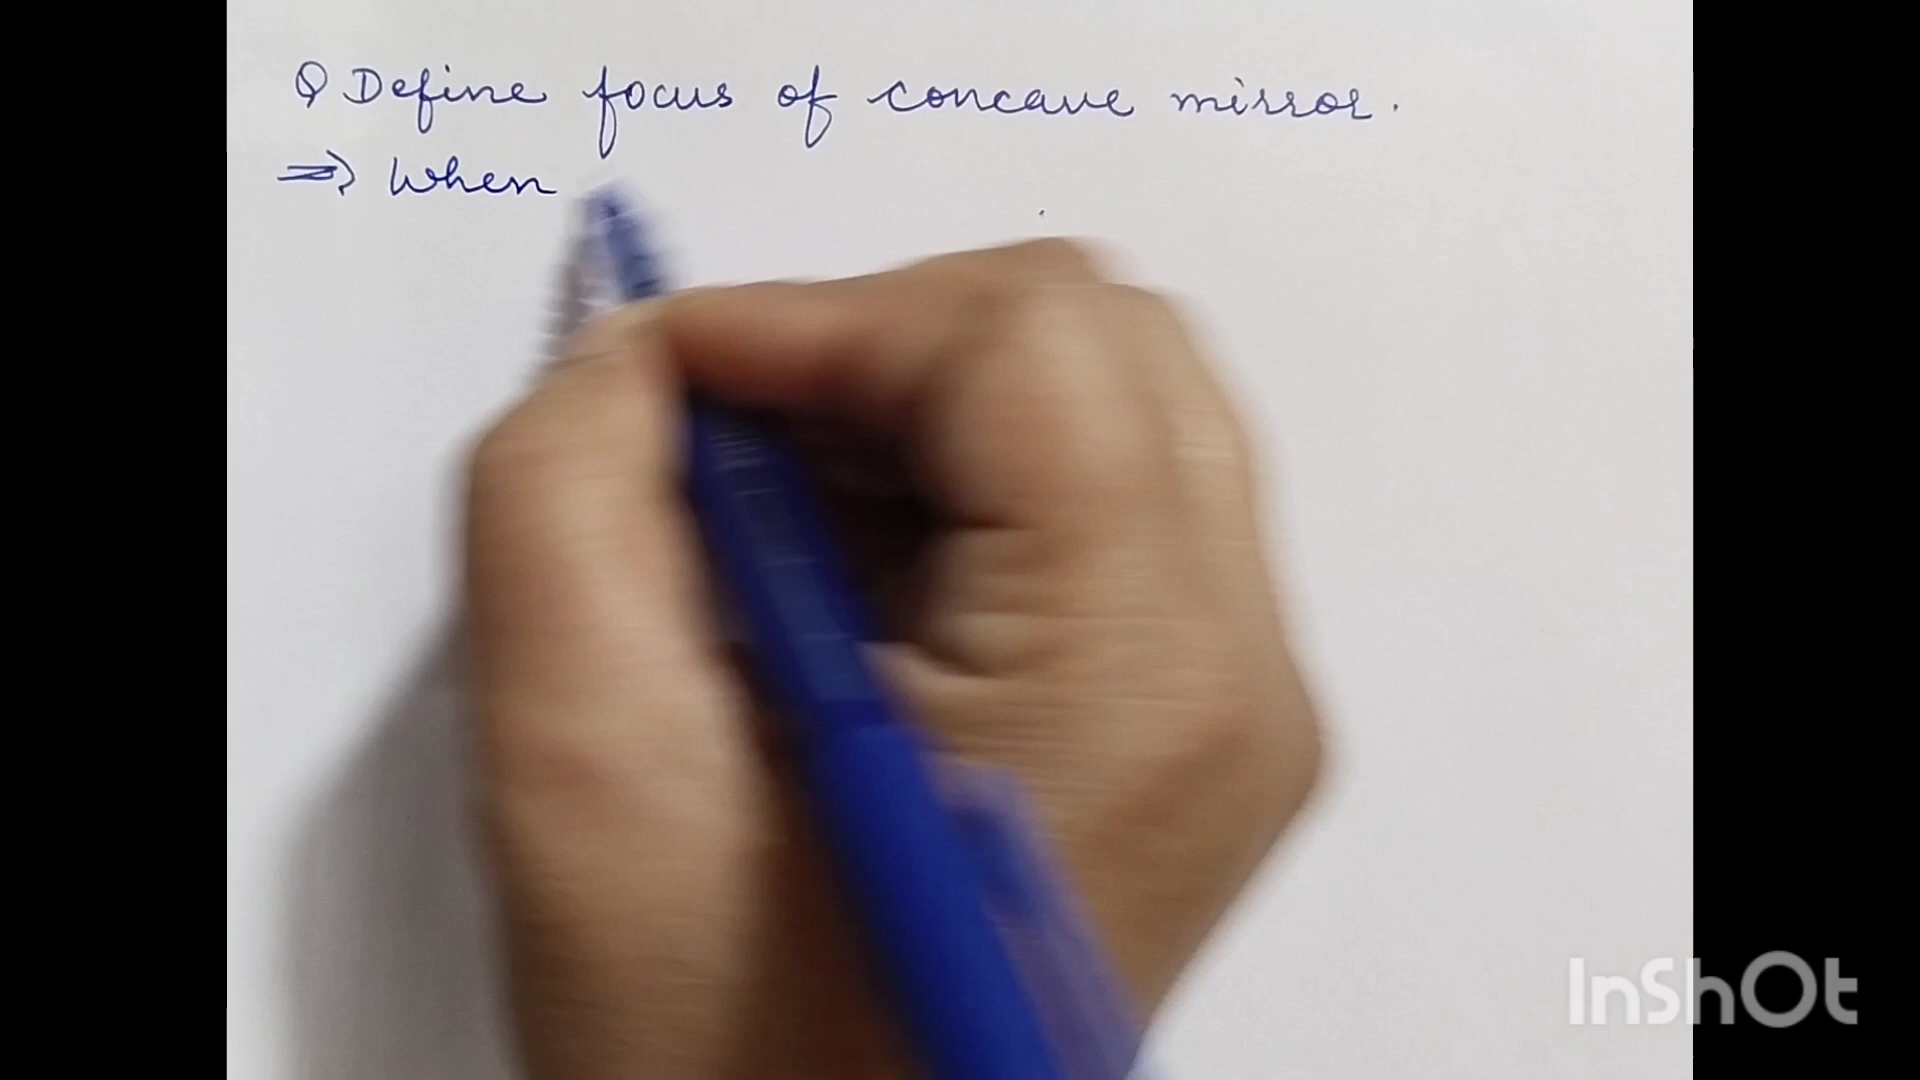 Q Define focus of concave mirror.
⇒ When
InShOt